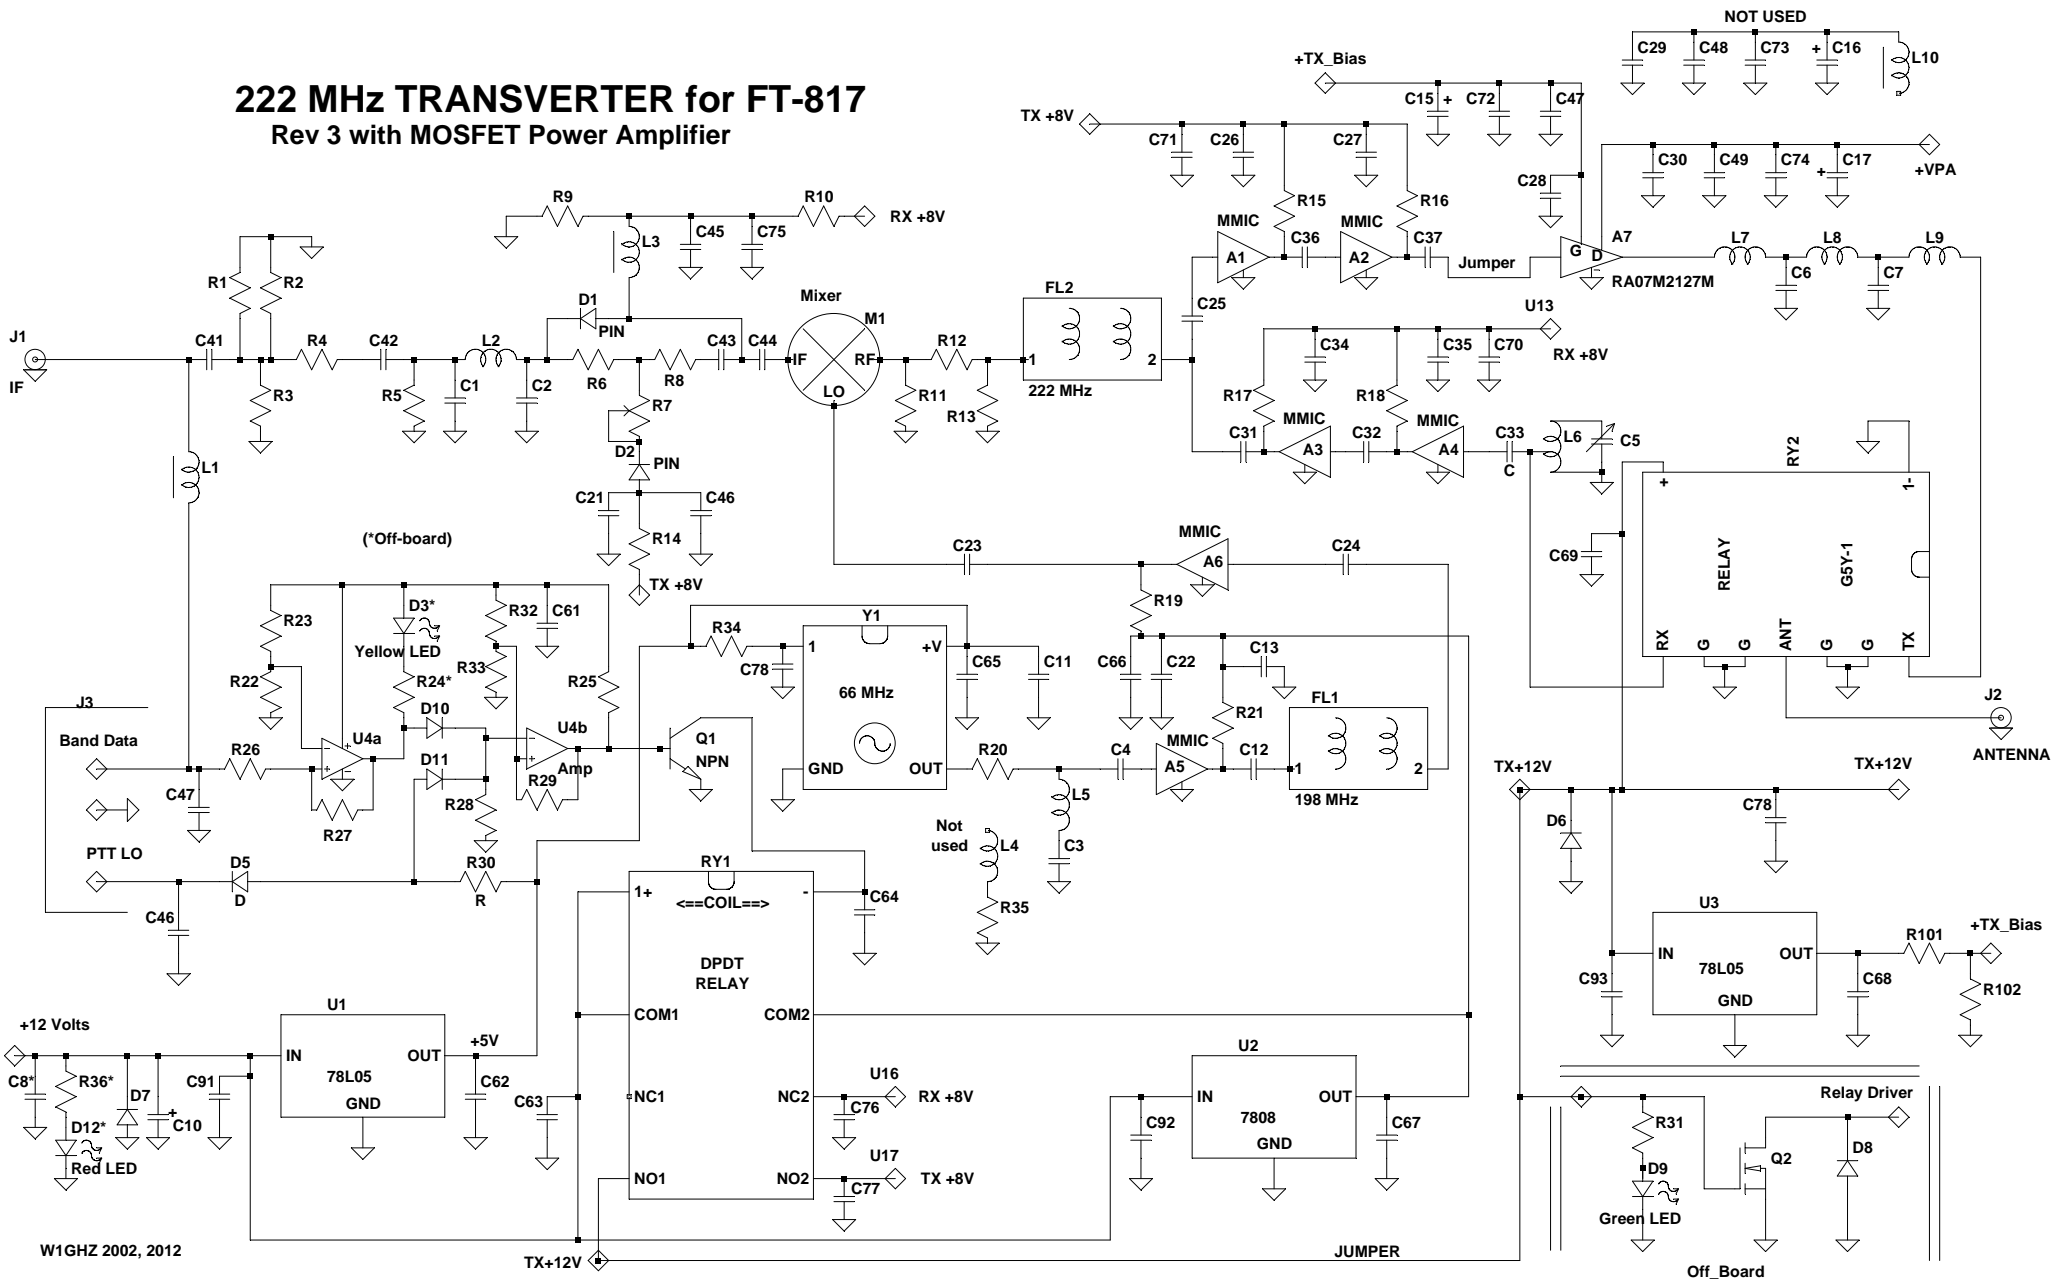 NOT USED
C29
C48
C73
+
C16
L10
+TX_Bias
222 MHz TRANSVERTER for FT-817
Rev 3 with MOSFET Power Amplifier
C15
+
C72
C47
TX +8V
C71
C26
C27
C30
C49
C74
C17
+
+VPA
C28
R9
R10
RX +8V
L3
C45
C75
R15
R16
MMIC
MMIC
C36
C37
A1
A2
Jumper
G
D
A7
RA07M2127M
L7
L8
L9
C6
C7
R1
R2
D1
PIN
Mixer
M1
FL2
C25
U13
RX +8V
J1
IF
C41
R4
C42
L2
R6
R8
C43
C44
IF
RF
LO
R12
1
2
222 MHz
C34
C35
C70
R3
R5
C1
C2
R7
R11
R13
R17
R18
MMIC
MMIC
C31
A3
C32
A4
C33
C
L6
C5
RY2
L1
D2
PIN
C21
C46
R14
TX +8V
+
1-
RELAY
G5Y-1
C69
RX
G
G
ANT
G
G
TX
(*Off-board)
C23
MMIC
A6
C24
R19
R23
D3*
Yellow LED
R32
C61
R33
R24*
R22
R25
R34
C78
Y1
1
+V
66 MHz
GND
OUT
C65
C11
C66
C22
C13
R21
FL1
1
2
198 MHz
J2
ANTENNA
J3
Band Data
R26
U4a
-
+
+
-
D10
D11
U4b
-
+
Amp
Q1
NPN
R20
C4
MMIC
A5
C12
C47
R27
R28
R29
L5
C3
Not
used
L4
R35
TX+12V
TX+12V
D6
C78
PTT LO
D5
D
R30
R
C46
RY1
1+
<==COIL==>
-
C64
DPDT
RELAY
COM1
COM2
NC1
NC2
NO1
NO2
U3
IN
OUT
78L05
GND
C93
C68
R101
+TX_Bias
R102
+12 Volts
U1
IN
OUT
78L05
GND
+5V
C8*
R36*
D7
C91
+
C10
D12*
Red LED
C62
C63
U16
RX +8V
C76
U17
TX +8V
C77
U2
IN
OUT
7808
GND
C92
C67
Relay Driver
R31
D9
Green LED
Q2
D8
W1GHZ 2002, 2012
TX+12V
JUMPER
Off_Board